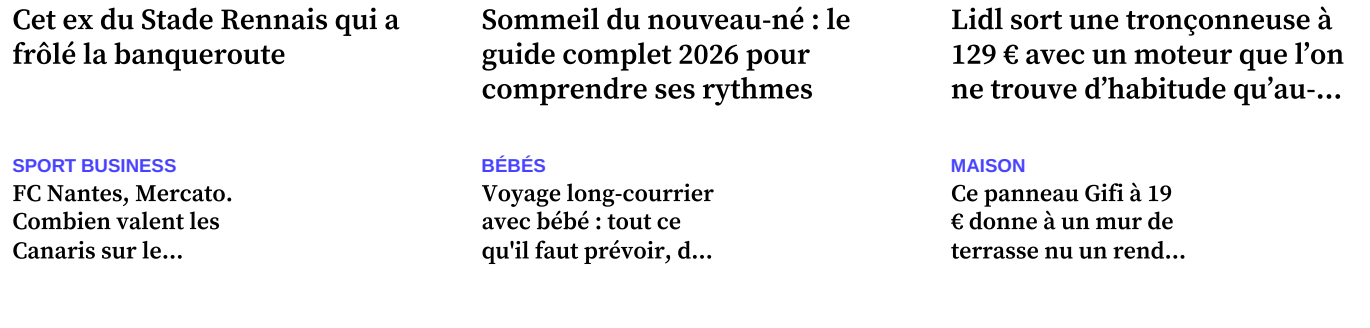 Cet ex du Stade Rennais qui a
frôlé la banqueroute
Sommeil du nouveau-né : le
guide complet 2026 pour
comprendre ses rythmes
Lidl sort une tronçonneuse à
129 € avec un moteur que l’on
ne trouve d’habitude qu’au-...
SPORT BUSINESS
FC Nantes, Mercato.
Combien valent les
Canaris sur le...
BÉBÉS
Voyage long-courrier
avec bébé : tout ce
qu'il faut prévoir, d...
MAISON
Ce panneau Gifi à 19
€ donne à un mur de
terrasse nu un rend...